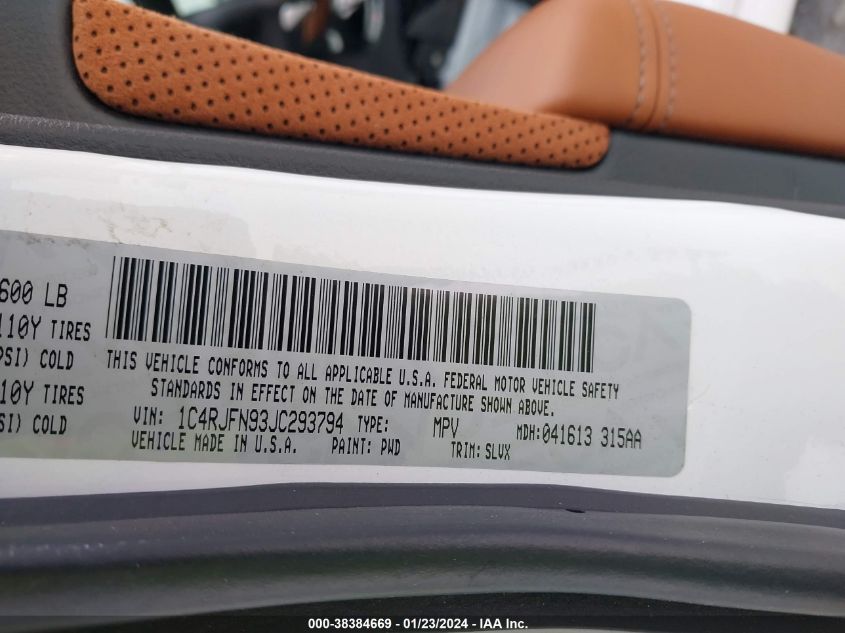 600 LB
110Y TIRES
PSI) COLD
10Y TIRES
SI) COLD
THIS VEHICLE CONFORMS TO ALL APPLICABLE U.S.A. FEDERAL MOTOR VEHICLE SAFETY
STANDARDS IN EFFECT ON THE DATE OF MANUFACTURE SHOWN ABOVE.
VIN: 1C4RJFN93JC293794 TYPE: MPV MDH:041613 315AA
VEHICLE MADE IN U.S.A. PAINT: PWD TRIM: SLVX
000-38384669 - 01/23/2024 - IAA Inc.